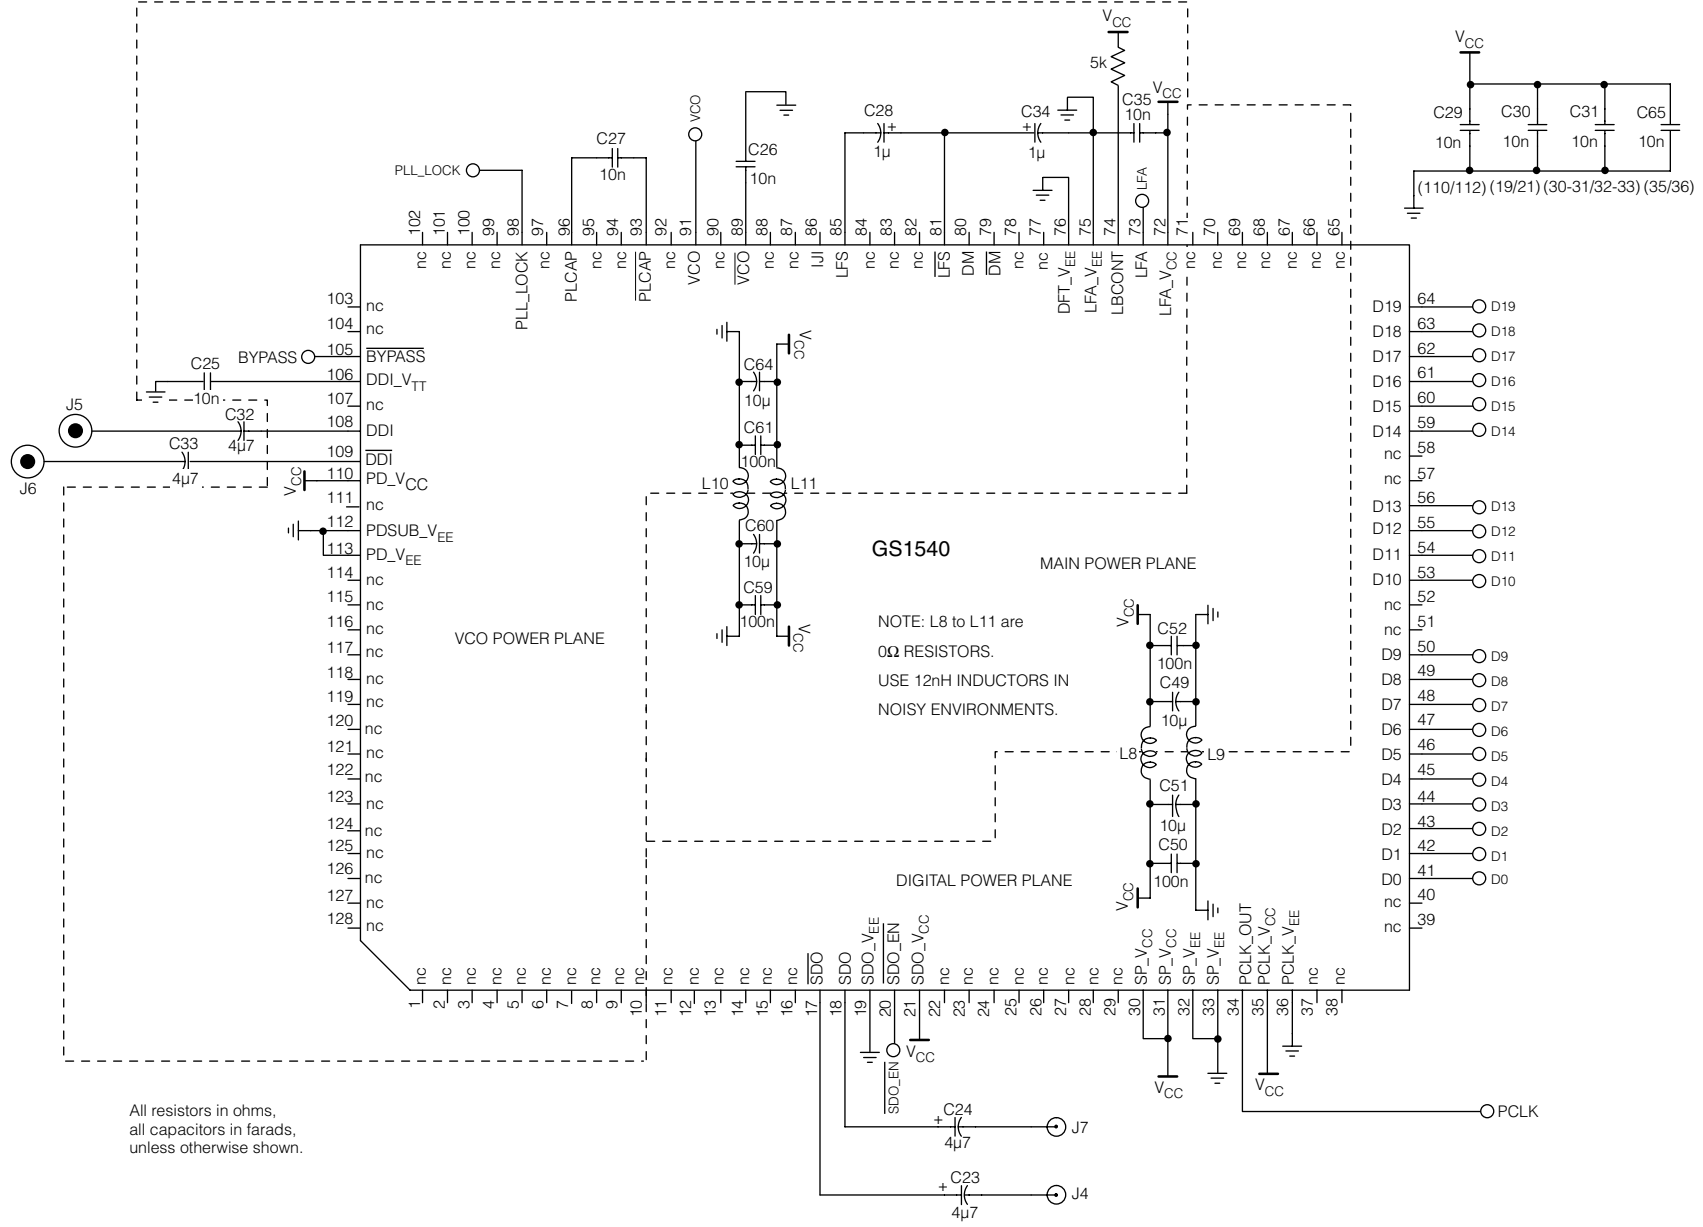 VCC
5k
VCC
C35
10n
C28
+
1µ
C34
+
1µ
VCO
C26
10n
C27
10n
PLL_LOCK
LFA
VCC
C29
10n
C30
10n
C31
10n
C65
10n
(110/112) (19/21) (30-31/32-33) (35/36)
102 101 100 99 98 97 96 95 94 93 92 91 90 89 88 87 86 85 84 83 82 81 80 79 78 77 76 75 74 73 72 71 70 69 68 67 66 65
nc nc nc nc PLL_LOCK nc PLCAP nc nc PLCAP nc VCO nc VCO nc nc IJI LFS nc nc nc LFS DM DM nc nc DFT_VEE LFA_VEE LBCONT LFA LFA_VCC nc nc nc nc nc nc nc
103 nc
104 nc
BYPASS 105 BYPASS
C25
10n
106 DDI_VTT
107 nc
J5
C32
4µ7
108 DDI
J6
C33
4µ7
109 DDI
VCC 110 PD_VCC
111 nc
112 PDSUB_VEE
113 PD_VEE
114 nc
115 nc
116 nc
117 nc
118 nc
119 nc
120 nc
121 nc
122 nc
123 nc
124 nc
125 nc
126 nc
127 nc
128 nc
VCC
C64
10µ
C61
100n
L10 L11
C60
10µ
C59
100n
VCC
GS1540
MAIN POWER PLANE
VCO POWER PLANE
NOTE: L8 to L11 are
0Ω RESISTORS.
USE 12nH INDUCTORS IN
NOISY ENVIRONMENTS.
VCC
C52
100n
C49
10µ
L8 L9
C51
10µ
C50
100n
VCC
DIGITAL POWER PLANE
D19 64 D19
D18 63 D18
D17 62 D17
D16 61 D16
D15 60 D15
D14 59 D14
nc 58
nc 57
D13 56 D13
D12 55 D12
D11 54 D11
D10 53 D10
nc 52
nc 51
D9 50 D9
D8 49 D8
D7 48 D7
D6 47 D6
D5 46 D5
D4 45 D4
D3 44 D3
D2 43 D2
D1 42 D1
D0 41 D0
nc 40
nc 39
nc nc nc nc nc nc nc nc nc nc nc nc nc nc nc nc SDO SDO SDO_VEE SDO_EN SDO_VCC nc nc nc nc nc nc nc nc SP_VCC SP_VCC SP_VEE SP_VEE PCLK_OUT PCLK_VCC PCLK_VEE nc nc
1 2 3 4 5 6 7 8 9 10 11 12 13 14 15 16 17 18 19 20 21 22 23 24 25 26 27 28 29 30 31 32 33 34 35 36 37 38
SDO_EN
VCC
VCC
VCC
PCLK
C24
+
4µ7
J7
C23
+
4µ7
J4
All resistors in ohms,
all capacitors in farads,
unless otherwise shown.